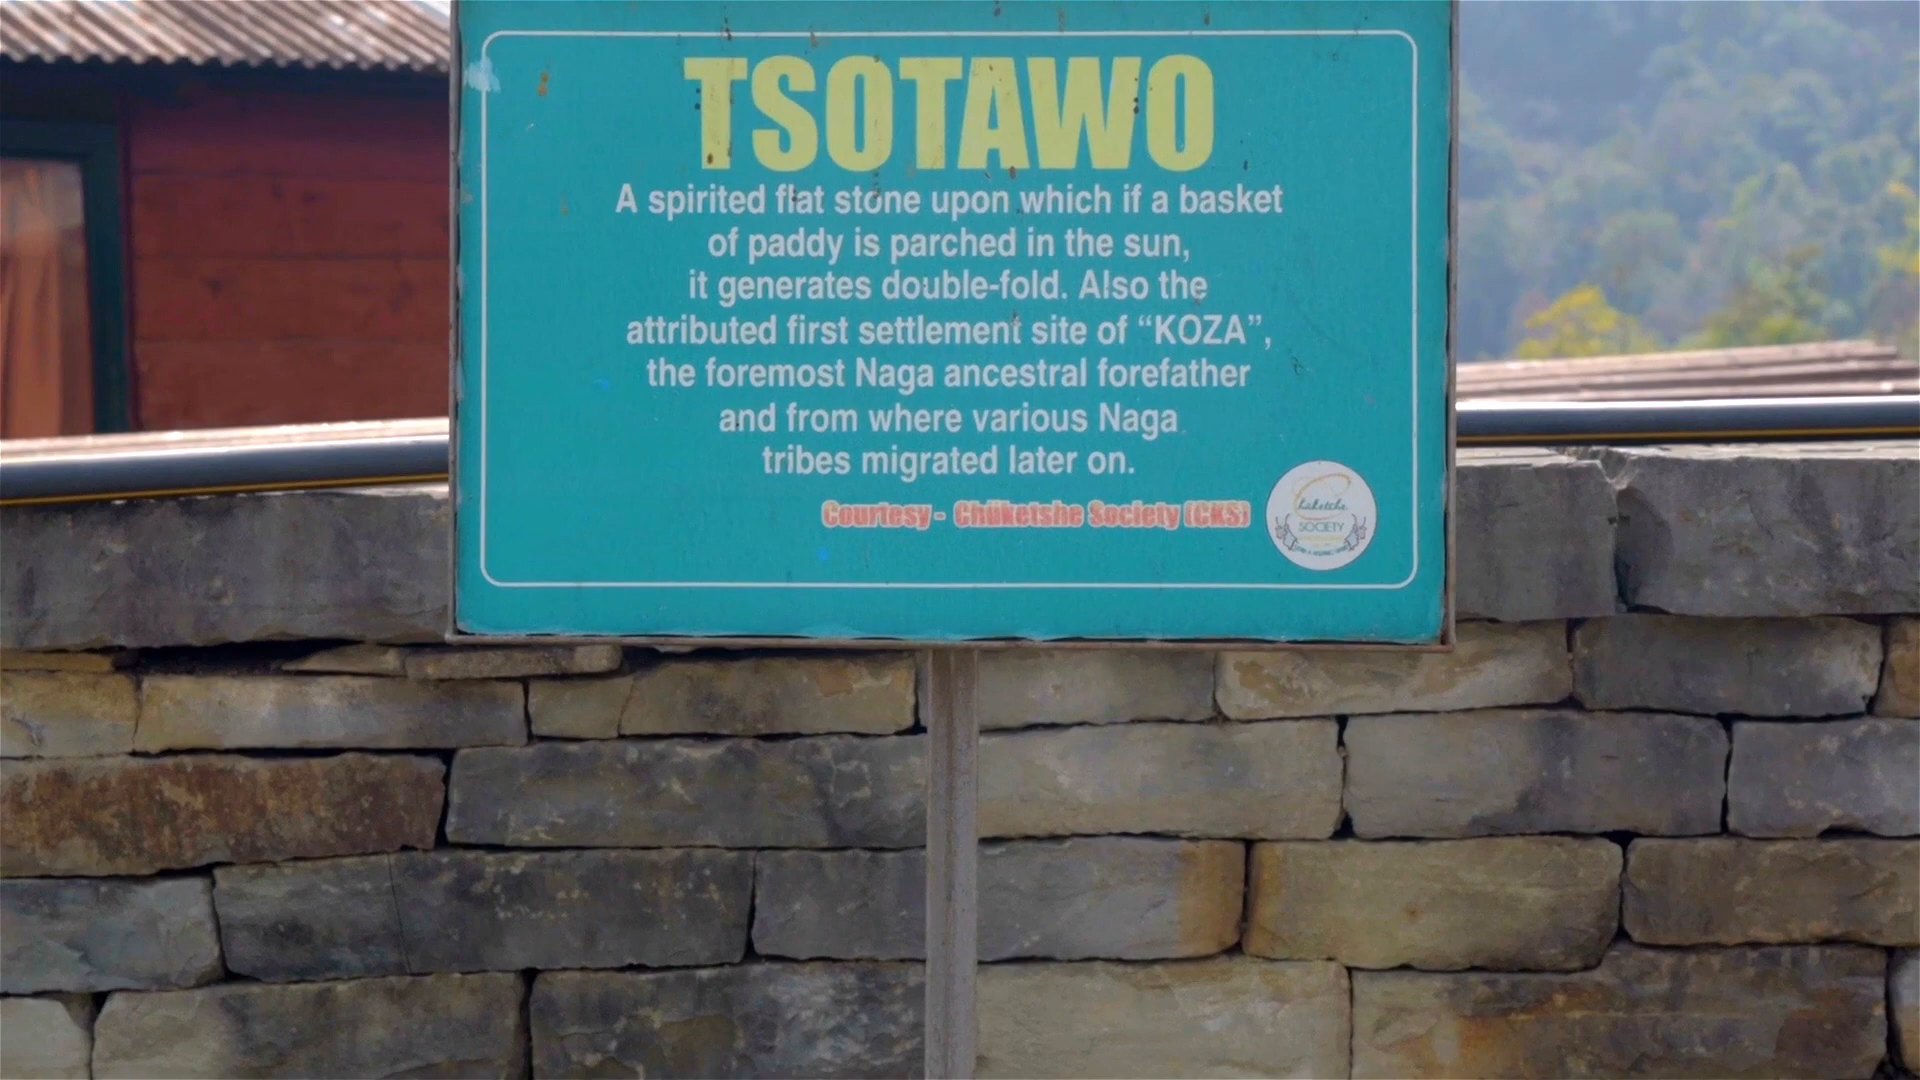 TSOTAWO
A spirited flat stone upon which if a basket
of paddy is parched in the sun,
it generates double-fold. Also the
attributed first settlement site of “KOZA”,
the foremost Naga ancestral forefather
and from where various Naga
tribes migrated later on.
Courtesy - Chüketshe Society (CKS)
SOCIETY